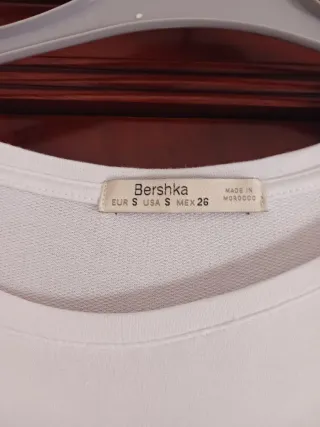 Bershka
EUR S USA S MEX 26
MADE IN
MOROCCO